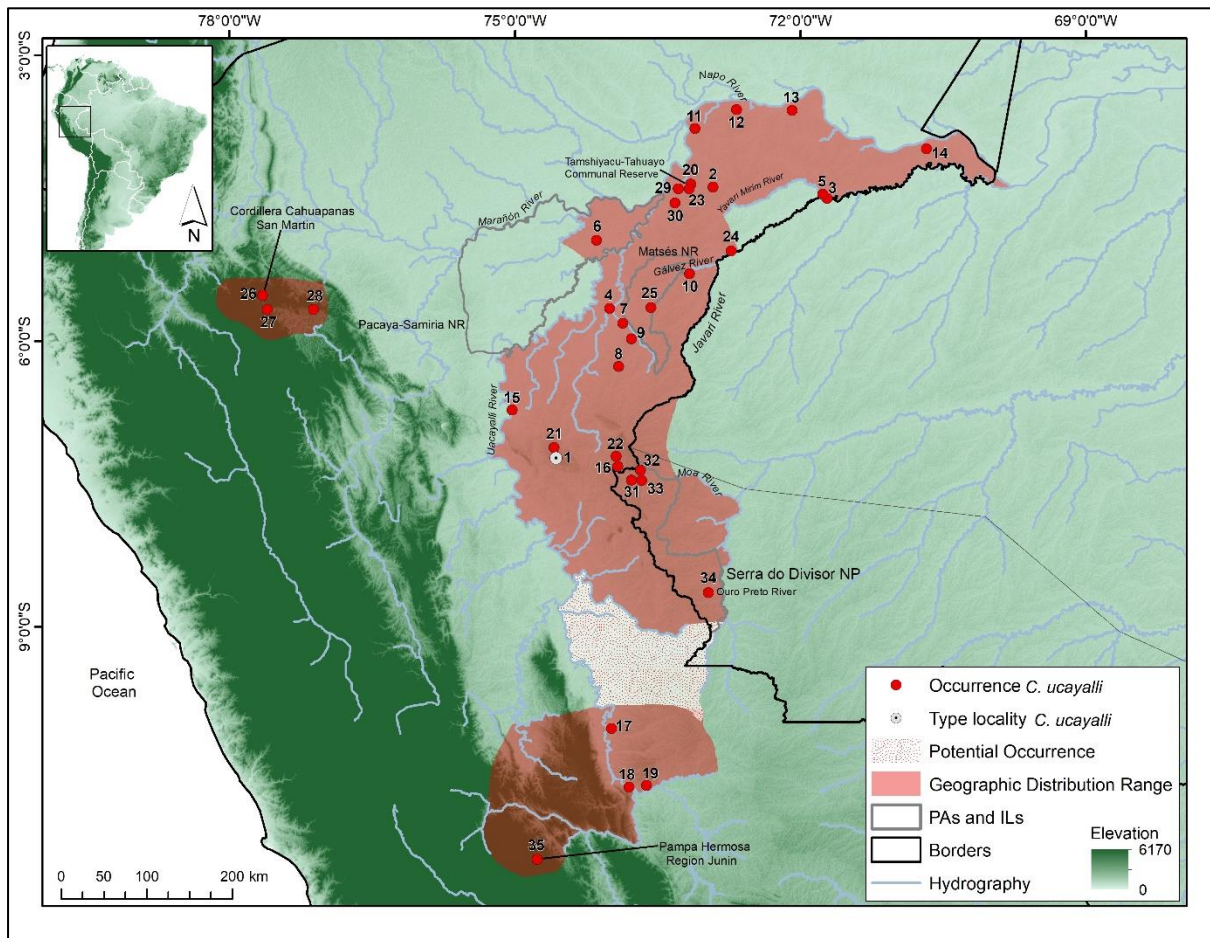 78°0'0"W
75°0'0"W
72°0'0"W
69°0'0"W
3°0'0"S
6°0'0"S
9°0'0"S
N
Napo River
13
12
11
14
Tamshiyacu-Tahuayo
Communal Reserve
20
2
29
23
30
5
3
Yavari Mirim River
Marañón River
Cordillera Cahuapanas
San Martin
6
24
Matsés NR
Gálvez River
10
26
28
27
4
25
7
Pacaya-Samiria NR
9
Javari River
8
15
Uacayalli River
21
1
22
16
32
31
33
Moa River
34
Serra do Divisor NP
Ouro Preto River
Pacific
Ocean
17
18
19
35
Pampa Hermosa
Region Junin
Occurrence C. ucayalli
Type locality C. ucayalli
Potential Occurrence
Geographic Distribution Range
PAs and ILs
Borders
Hydrography
Elevation
6170
0
0 50 100 200 km